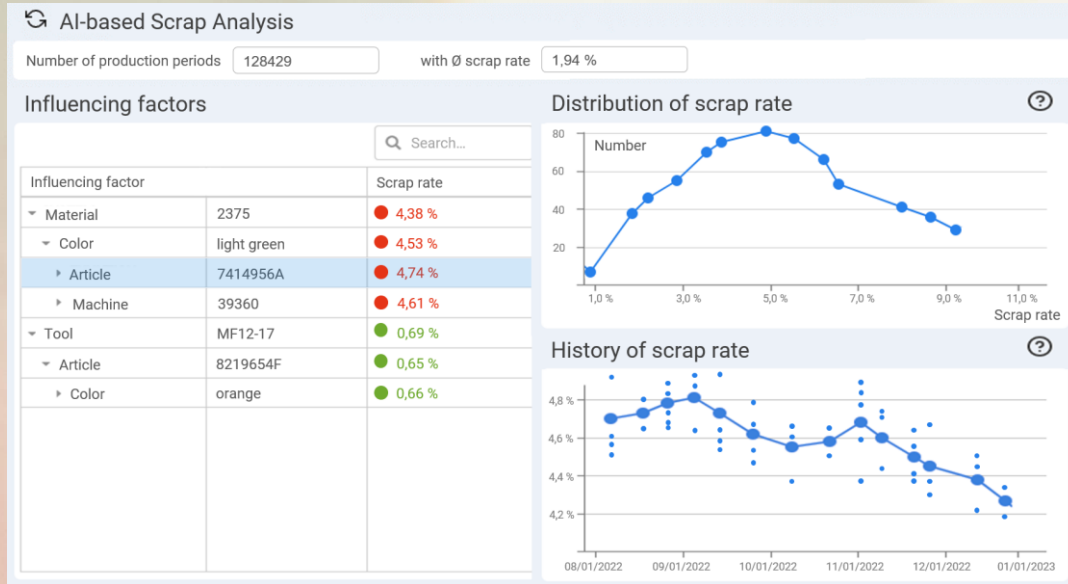 AI-based Scrap Analysis
Number of production periods 128429 with Ø scrap rate 1,94 %
Influencing factors
Search...
Influencing factor Scrap rate
Material 2375 4,38 %
Color light green 4,53 %
Article 7414956A 4,74 %
Machine 39360 4,61 %
Tool MF12-17 0,69 %
Article 8219654F 0,65 %
Color orange 0,66 %
Distribution of scrap rate ?
Number
80
60
40
20
1,0 % 3,0 % 5,0 % 7,0 % 9,0 % 11,0 %
Scrap rate
History of scrap rate ?
4,8 %
4,6 %
4,4 %
4,2 %
08/01/2022 09/01/2022 10/01/2022 11/01/2022 12/01/2022 01/01/2023